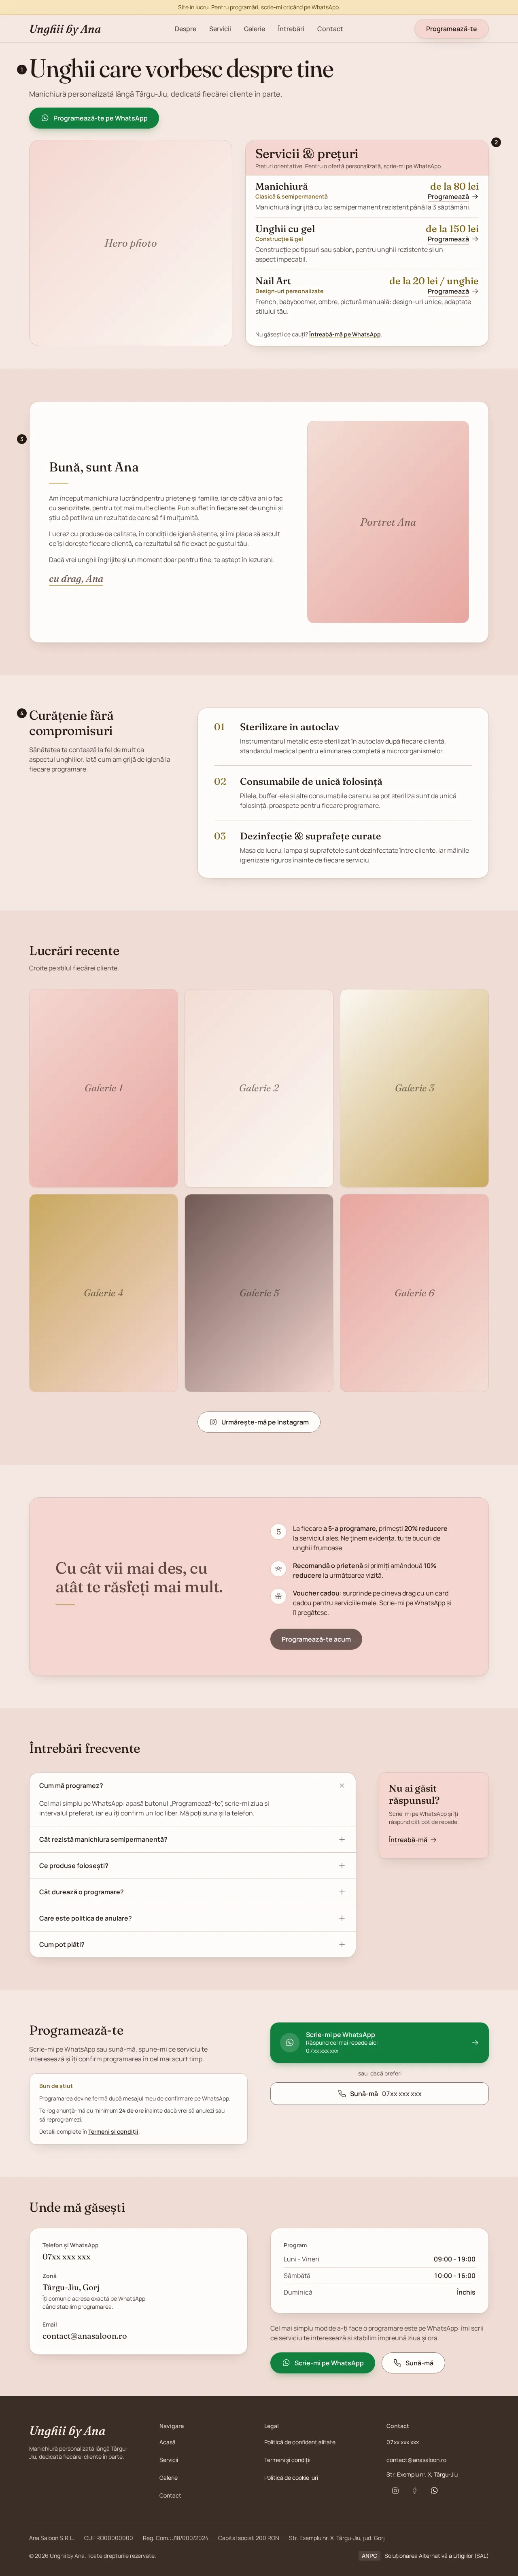 Site în lucru. Pentru programări, scrie-mi oricând pe WhatsApp.
Unghii by Ana
Despre
Servicii
Galerie
Întrebări
Contact
Programează-te
1
Unghii care vorbesc despre tine
Manichiură personalizată lângă Târgu-Jiu, dedicată fiecărei cliente în parte.
Programează-te pe WhatsApp
Hero photo
2
Servicii & prețuri
Prețuri orientative. Pentru o ofertă personalizată, scrie-mi pe WhatsApp.
Manichiură
de la 80 lei
Clasică & semipermanentă
Programează →
Manichiură îngrijită cu lac semipermanent rezistent până la 3 săptămâni.
Unghii cu gel
de la 150 lei
Construcție & gel
Programează →
Construcție pe tipsuri sau șablon, pentru unghii rezistente și un
aspect impecabil.
Nail Art
de la 20 lei / unghie
Design-uri personalizate
Programează →
French, babyboomer, ombre, pictură manuală: design-uri unice, adaptate
stilului tău.
Nu găsești ce cauți? Întreabă-mă pe WhatsApp.
3
Bună, sunt Ana
Am început manichiura lucrând pentru prietene și familie, iar de câțiva ani o fac
cu seriozitate, pentru tot mai multe cliente. Pun suflet în fiecare set de unghii și
știu că pot livra un rezultat de care să fii mulțumită.
Lucrez cu produse de calitate, în condiții de igienă atente, și îmi place să ascult
ce își dorește fiecare clientă, ca rezultatul să fie exact pe gustul tău.
Dacă vrei unghii îngrijite și un moment doar pentru tine, te aștept în Iezureni.
cu drag, Ana
Portret Ana
4
Curățenie fără
compromisuri
Sănătatea ta contează la fel de mult ca
aspectul unghiilor. Iată cum am grijă de igienă la
fiecare programare.
01
Sterilizare în autoclav
Instrumentarul metalic este sterilizat în autoclav după fiecare clientă,
standardul medical pentru eliminarea completă a microorganismelor.
02
Consumabile de unică folosință
Pilele, buffer-ele și alte consumabile care nu se pot steriliza sunt de unică
folosință, proaspete pentru fiecare programare.
03
Dezinfecție & suprafețe curate
Masa de lucru, lampa și suprafețele sunt dezinfectate între cliente, iar mâinile
igienizate riguros înainte de fiecare serviciu.
Lucrări recente
Croite pe stilul fiecărei cliente.
Galerie 1
Galerie 2
Galerie 3
Galerie 4
Galerie 5
Galerie 6
Urmărește-mă pe Instagram
Cu cât vii mai des, cu
atât te răsfeți mai mult.
5
La fiecare a 5-a programare, primești 20% reducere
la serviciul ales. Ne ținem evidența, tu te bucuri de
unghii frumoase.
Recomandă o prietenă și primiți amândouă 10%
reducere la următoarea vizită.
Voucher cadou: surprinde pe cineva drag cu un card
cadou pentru serviciile mele. Scrie-mi pe WhatsApp și
îl pregătesc.
Programează-te acum
Întrebări frecvente
Cum mă programez?
Cel mai simplu pe WhatsApp: apasă butonul „Programează-te”, scrie-mi ziua și
intervalul preferat, iar eu îți confirm un loc liber. Mă poți suna și la telefon.
Cât rezistă manichiura semipermanentă?
Ce produse folosești?
Cât durează o programare?
Care este politica de anulare?
Cum pot plăti?
Nu ai găsit
răspunsul?
Scrie-mi pe WhatsApp și îți
răspund cât pot de repede.
Întreabă-mă →
Programează-te
Scrie-mi pe WhatsApp sau sună-mă, spune-mi ce serviciu te
interesează și îți confirm programarea în cel mai scurt timp.
Bun de știut
Programarea devine fermă după mesajul meu de confirmare pe WhatsApp.
Te rog anunță-mă cu minimum 24 de ore înainte dacă vrei să anulezi sau
să reprogramezi.
Detalii complete în Termeni și condiții.
Scrie-mi pe WhatsApp
Răspund cel mai repede aici
07xx xxx xxx
sau, dacă preferi
Sună-mă 07xx xxx xxx
Unde mă găsești
Telefon și WhatsApp
07xx xxx xxx
Zonă
Târgu-Jiu, Gorj
Îți comunic adresa exactă pe WhatsApp
când stabilim programarea.
Email
contact@anasaloon.ro
Program
Luni - Vineri
09:00 - 19:00
Sâmbătă
10:00 - 16:00
Duminică
Închis
Cel mai simplu mod de a-ți face o programare este pe WhatsApp: îmi scrii
ce serviciu te interesează și stabilim împreună ziua și ora.
Scrie-mi pe WhatsApp
Sună-mă
Unghii by Ana
Manichiură personalizată lângă Târgu-
Jiu, dedicată fiecărei cliente în parte.
Navigare
Acasă
Servicii
Galerie
Contact
Legal
Politică de confidențialitate
Termeni și condiții
Politică de cookie-uri
Contact
07xx xxx xxx
contact@anasaloon.ro
Str. Exemplu nr. X, Târgu-Jiu
Ana Saloon S.R.L.
CUI: RO00000000
Reg. Com.: J18/000/2024
Capital social: 200 RON
Str. Exemplu nr. X, Târgu-Jiu, jud. Gorj
© 2026 Unghii by Ana. Toate drepturile rezervate.
ANPC
Soluționarea Alternativă a Litigiilor (SAL)